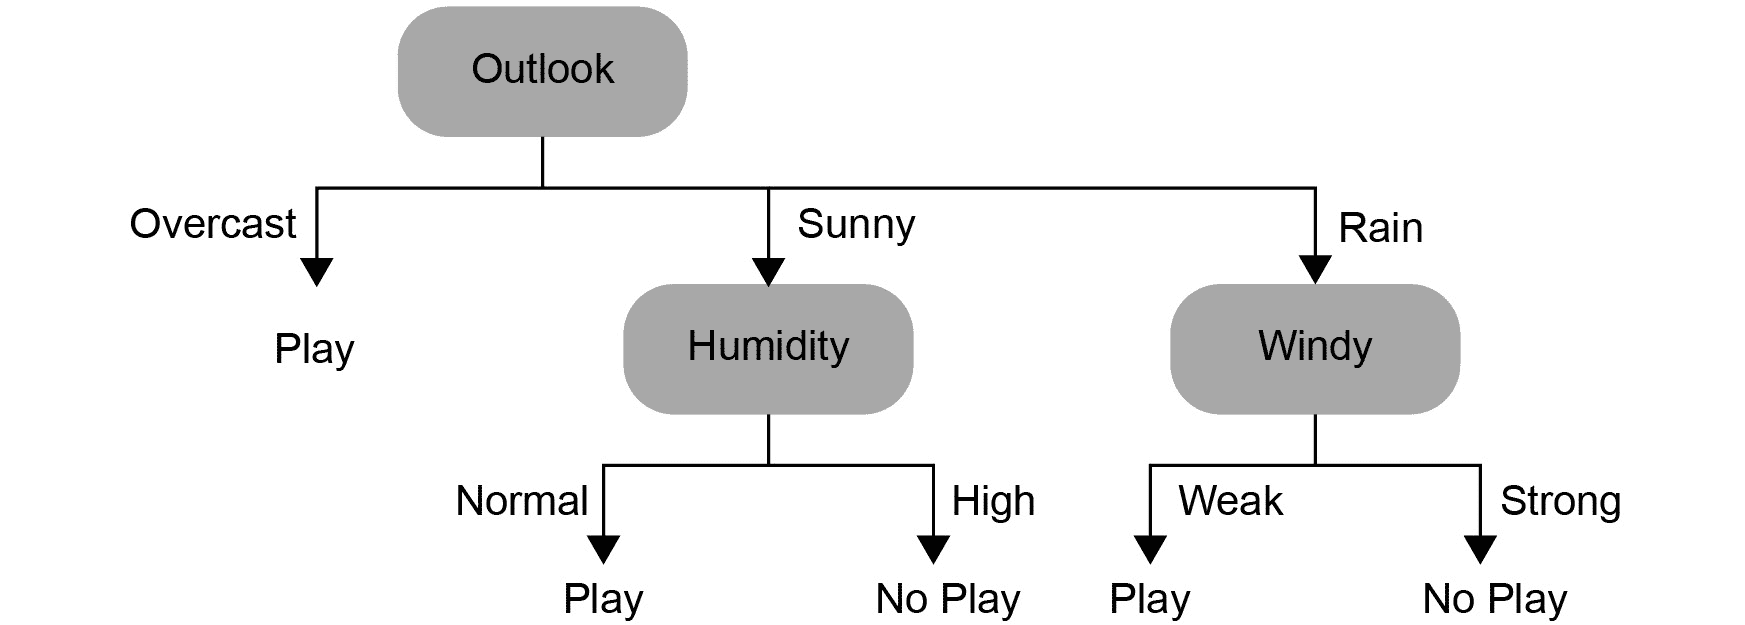 Outlook
Overcast
Sunny
Rain
Play
Humidity
Windy
Normal
High
Weak
Strong
Play
No Play
Play
No Play